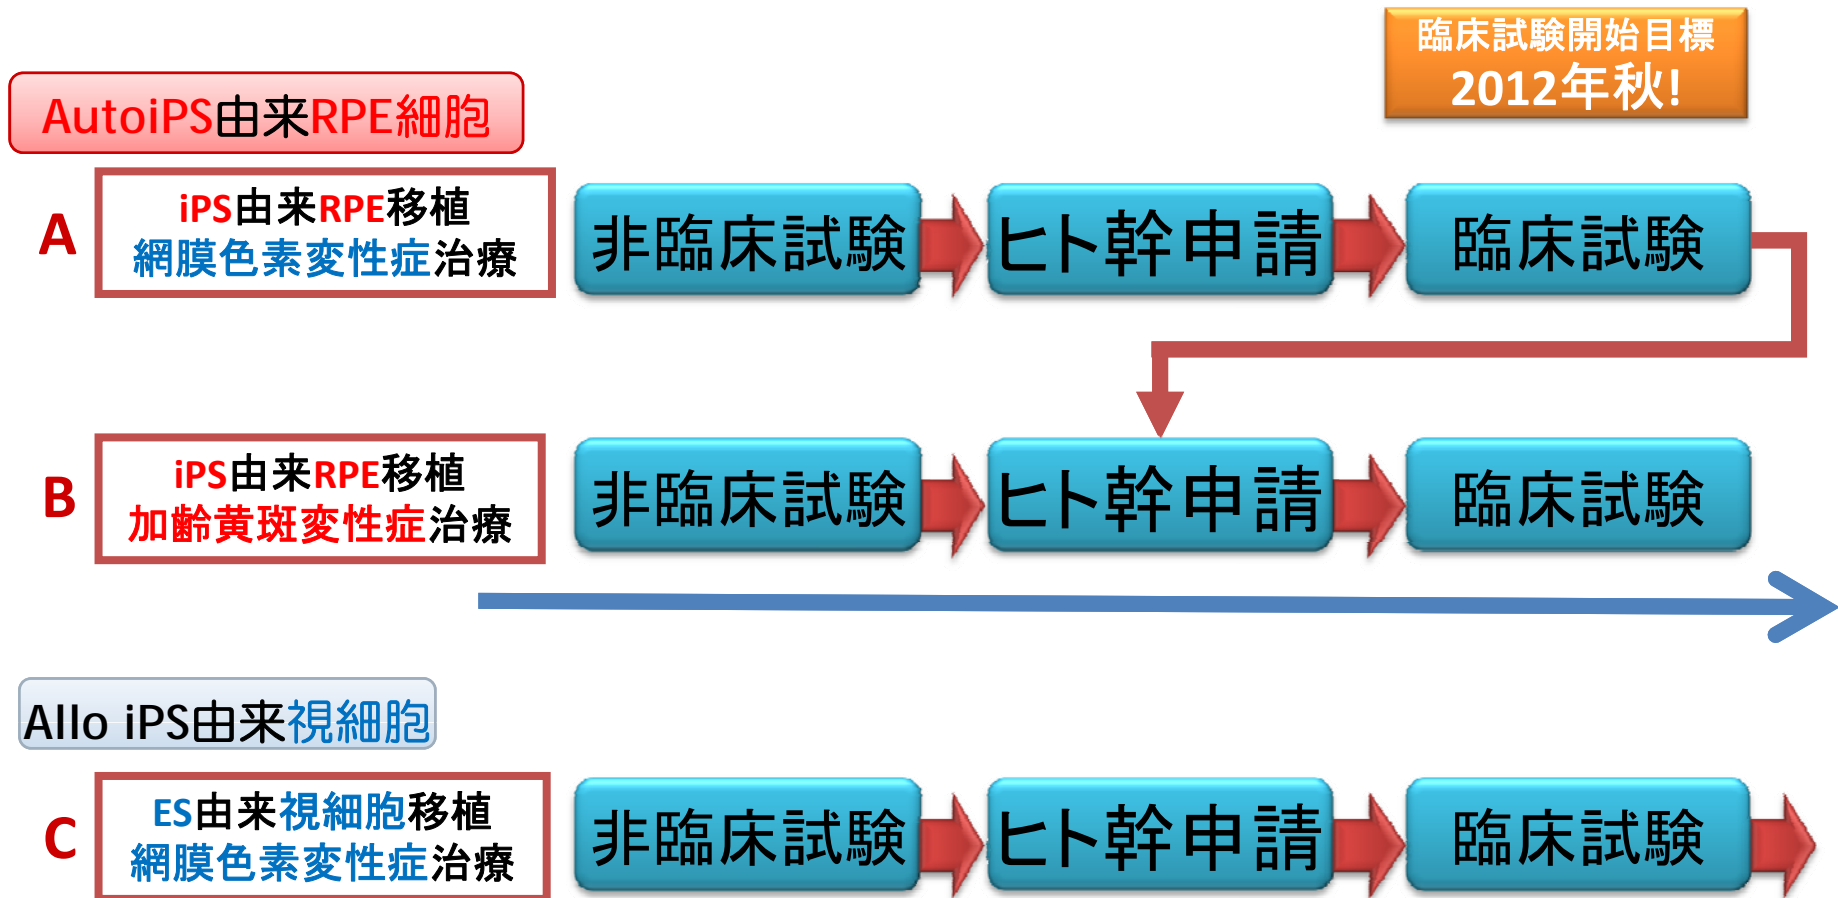 臨床試験開始目標
2012年秋!
AutoiPS由来RPE細胞
A
iPS由来RPE移植
網膜色素変性症治療
非臨床試験
ヒト幹申請
臨床試験
B
iPS由来RPE移植
加齢黄斑変性症治療
非臨床試験
ヒト幹申請
臨床試験
Allo iPS由来視細胞
C
ES由来視細胞移植
網膜色素変性症治療
非臨床試験
ヒト幹申請
臨床試験